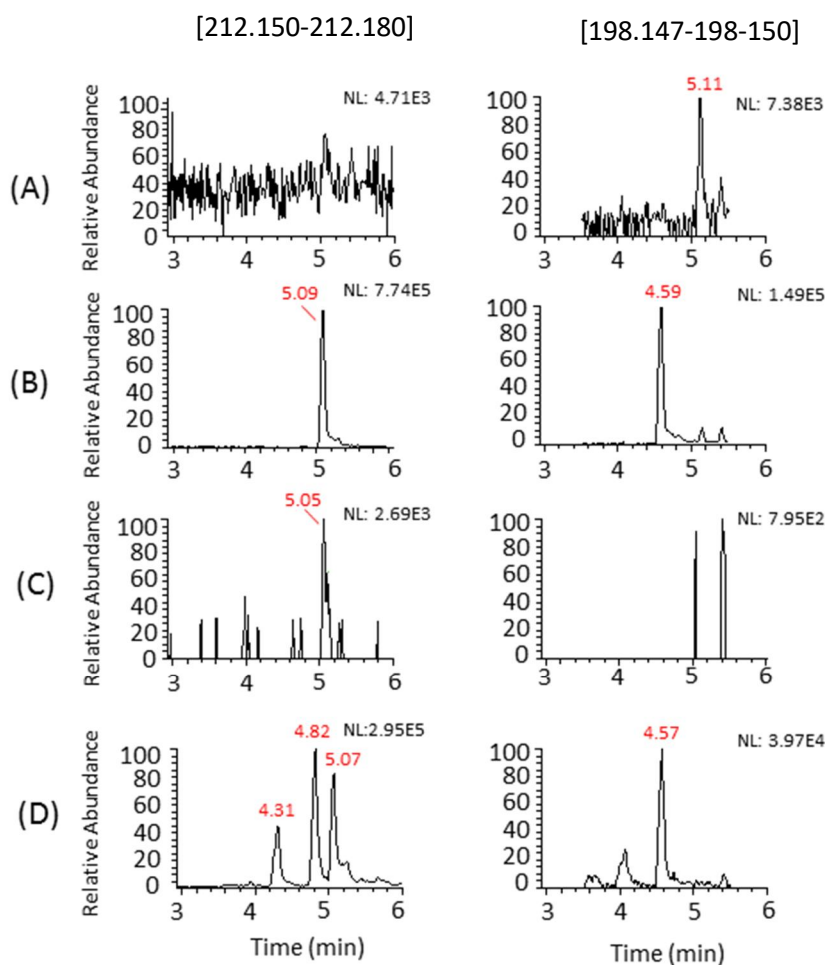 [212.150-212.180] [198.147-198-150]
(A)
Relative Abundance
100
80
60
40
20
0
3 4 5 6
NL: 4.71E3
100
80
60
40
20
0
3 4 5 6
5.11
NL: 7.38E3
(B)
Relative Abundance
100
80
60
40
20
0
3 4 5 6
5.09
NL: 7.74E5
100
80
60
40
20
0
3 4 5 6
4.59
NL: 1.49E5
(C)
Relative Abundance
100
80
60
40
20
0
3 4 5 6
5.05
NL: 2.69E3
100
80
60
40
20
0
3 4 5 6
NL: 7.95E2
(D)
Relative Abundance
100
80
60
40
20
0
3 4 5 6
4.31
4.82
5.07
NL:2.95E5
Time (min)
100
80
60
40
20
0
3 4 5 6
4.57
NL: 3.97E4
Time (min)